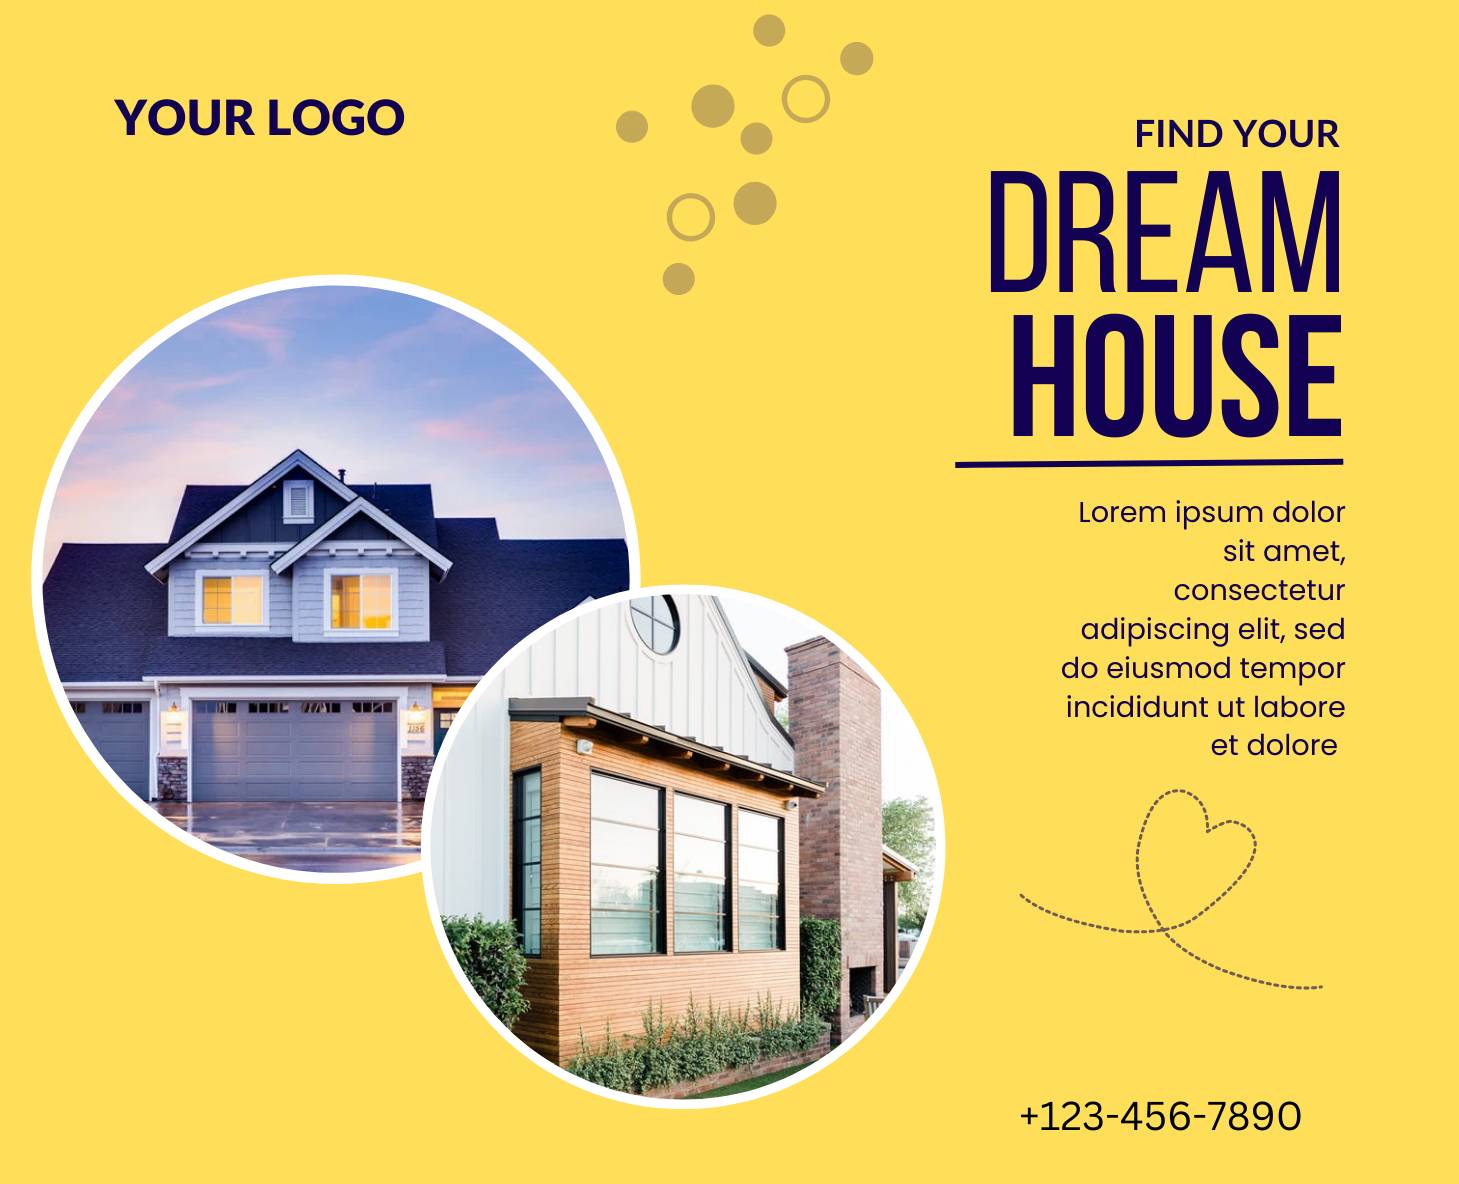 YOUR LOGO
FIND YOUR
DREAM
HOUSE
Lorem ipsum dolor
sit amet,
consectetur
adipiscing elit, sed
do eiusmod tempor
incididunt ut labore
et dolore
1156
+123-456-7890